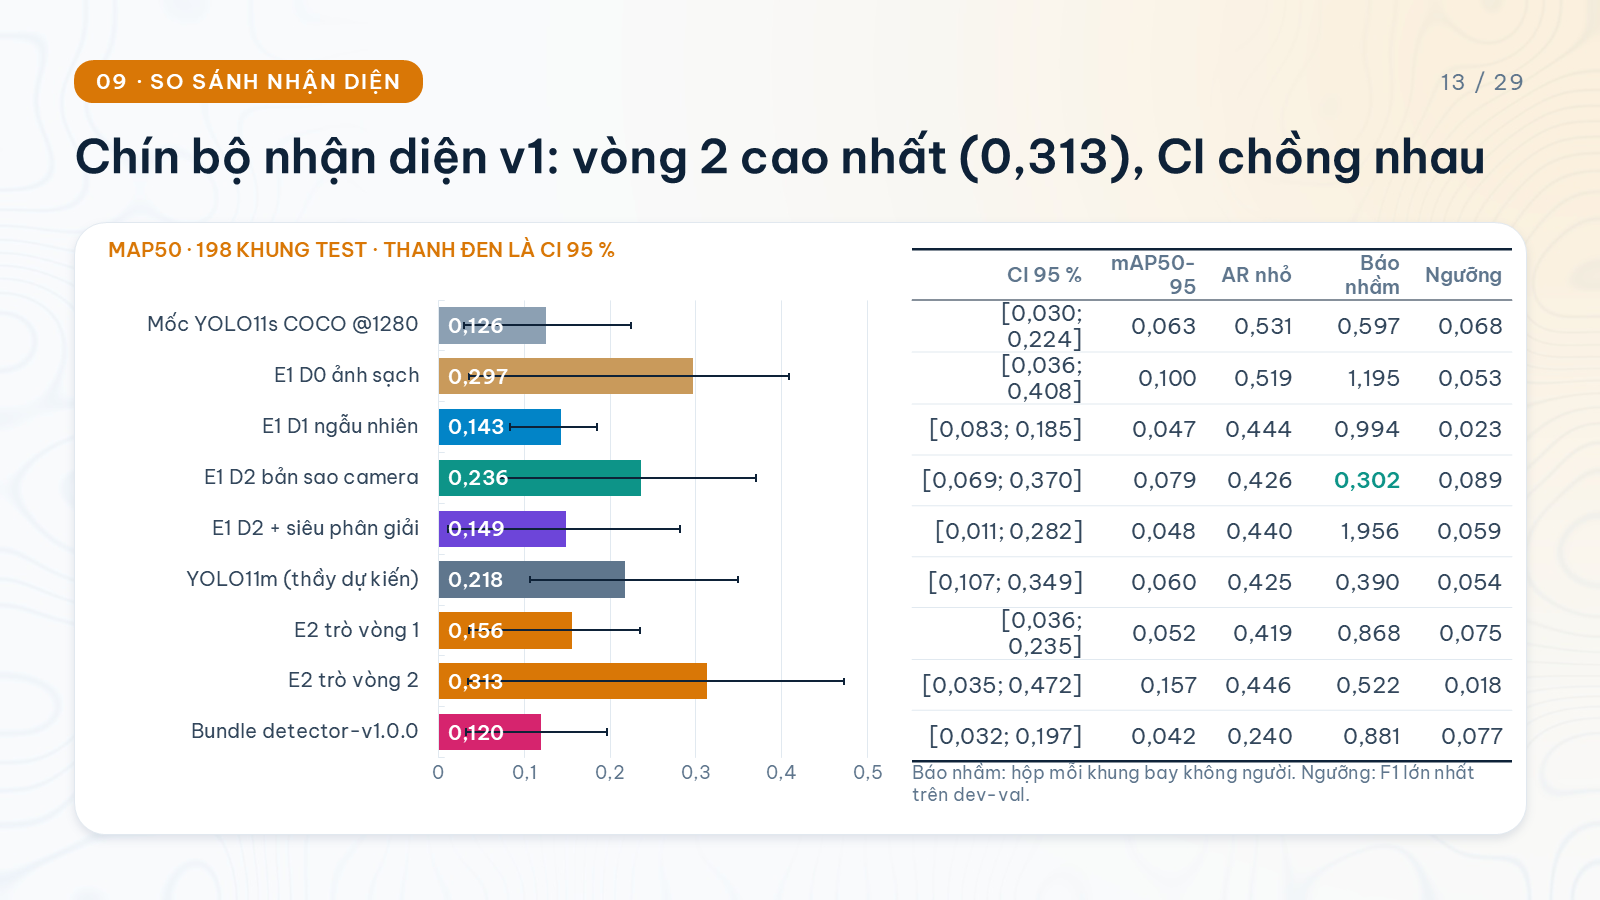 09 · SO SÁNH NHẬN DIỆN
13 / 29
Chín bộ nhận diện v1: vòng 2 cao nhất (0,313), CI chồng nhau
MAP50 · 198 KHUNG TEST · THANH ĐEN LÀ CI 95 %
Mốc YOLO11s COCO @1280 0,126
E1 D0 ảnh sạch 0,297
E1 D1 ngẫu nhiên 0,143
E1 D2 bản sao camera 0,236
E1 D2 + siêu phân giải 0,149
YOLO11m (thầy dự kiến) 0,218
E2 trò vòng 1 0,156
E2 trò vòng 2 0,313
Bundle detector-v1.0.0 0,120
0 0,1 0,2 0,3 0,4 0,5
CI 95 % mAP50-95 AR nhỏ Báo nhầm Ngưỡng
[0,030; 0,224] 0,063 0,531 0,597 0,068
[0,036; 0,408] 0,100 0,519 1,195 0,053
[0,083; 0,185] 0,047 0,444 0,994 0,023
[0,069; 0,370] 0,079 0,426 0,302 0,089
[0,011; 0,282] 0,048 0,440 1,956 0,059
[0,107; 0,349] 0,060 0,425 0,390 0,054
[0,036; 0,235] 0,052 0,419 0,868 0,075
[0,035; 0,472] 0,157 0,446 0,522 0,018
[0,032; 0,197] 0,042 0,240 0,881 0,077
Báo nhầm: hộp mỗi khung bay không người. Ngưỡng: F1 lớn nhất
trên dev-val.